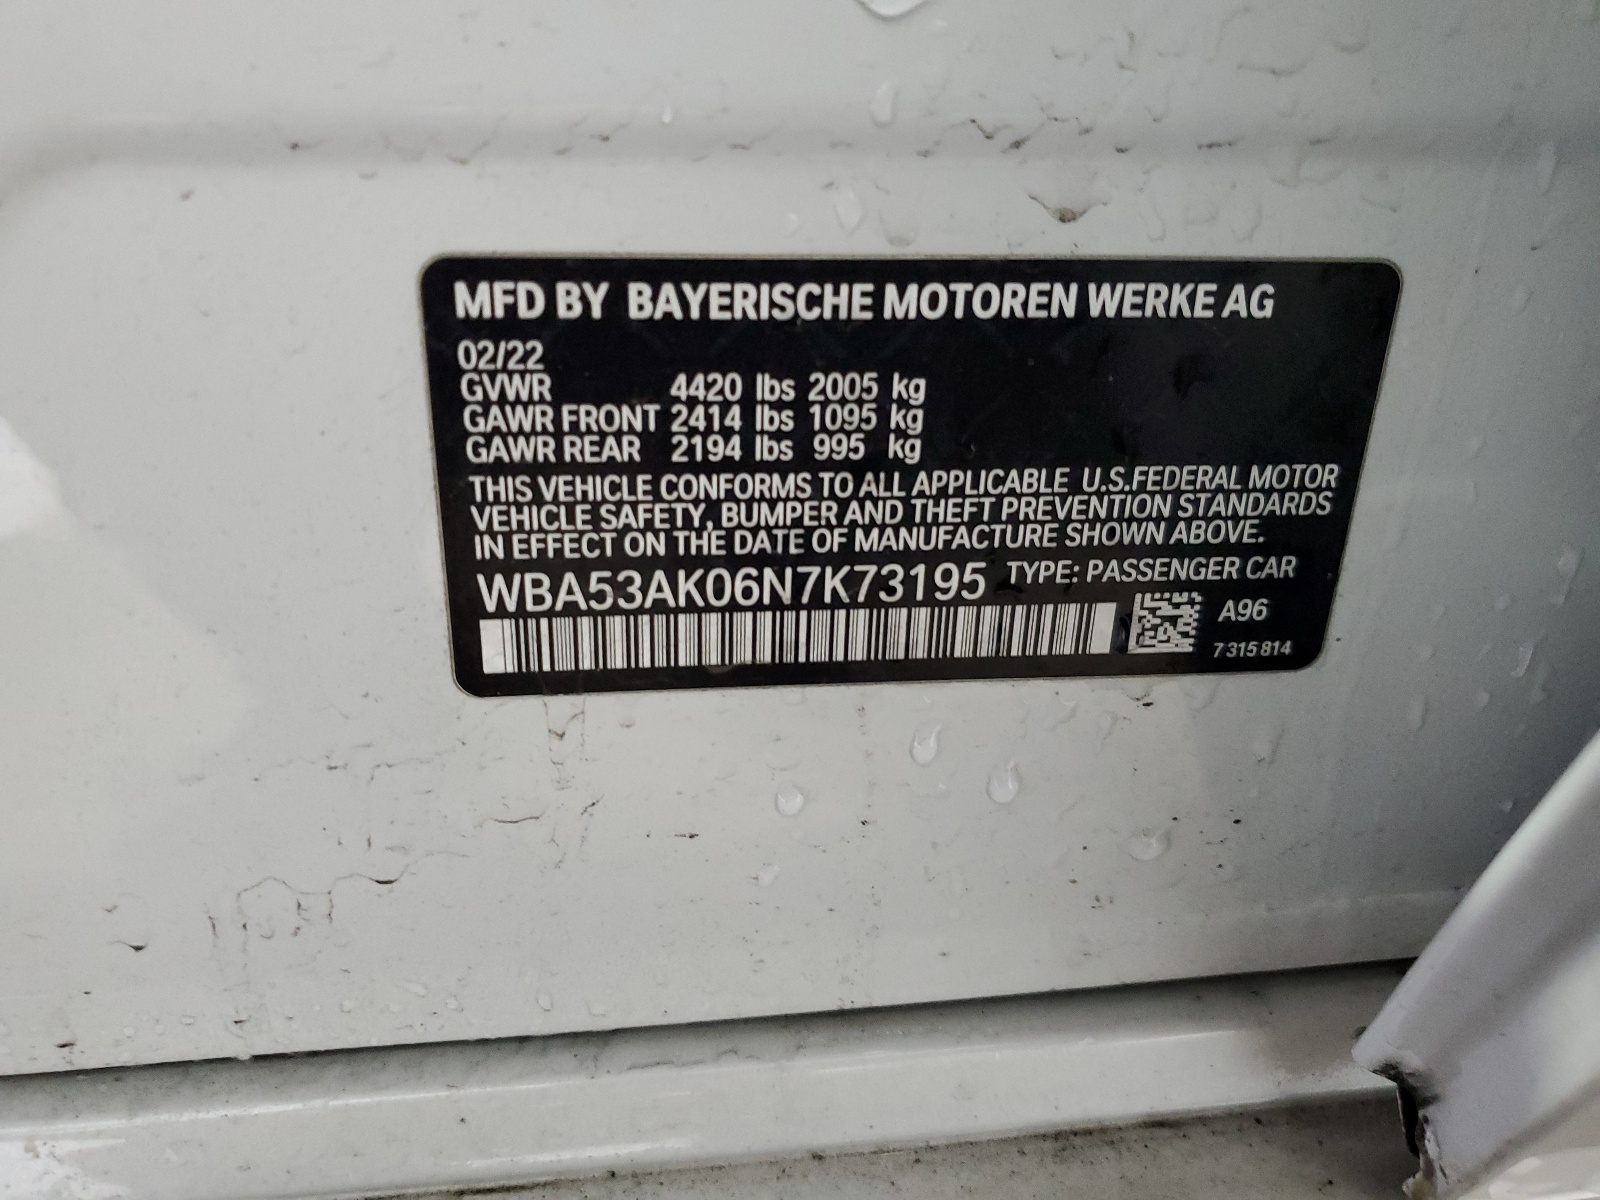 MFD BY BAYERISCHE MOTOREN WERKE AG
02/22
GVWR 4420 lbs 2005 kg
GAWR FRONT 2414 lbs 1095 kg
GAWR REAR 2194 lbs 995 kg
THIS VEHICLE CONFORMS TO ALL APPLICABLE U.S.FEDERAL MOTOR
VEHICLE SAFETY, BUMPER AND THEFT PREVENTION STANDARDS
IN EFFECT ON THE DATE OF MANUFACTURE SHOWN ABOVE.
WBA53AK06N7K73195 TYPE: PASSENGER CAR
A96
7 315 814